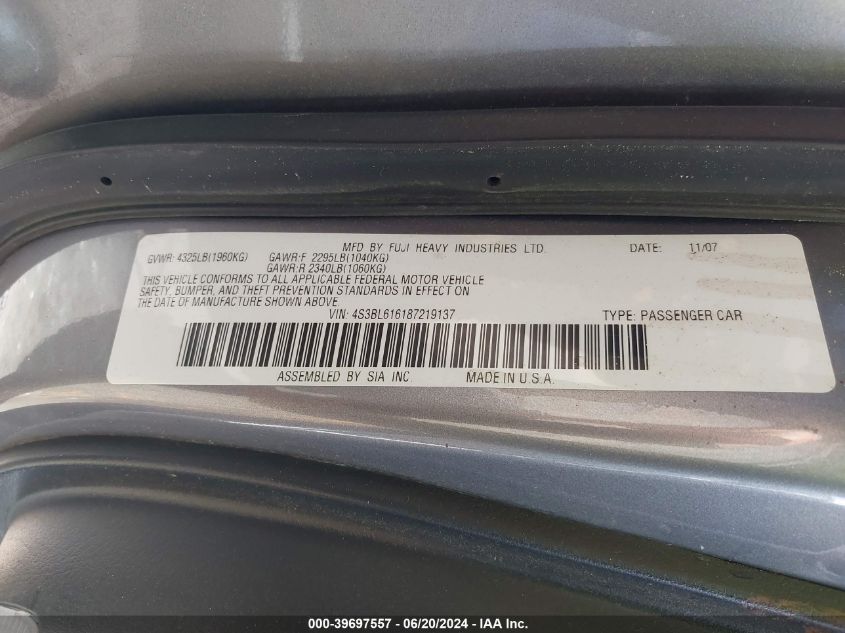 MFD. BY FUJI HEAVY INDUSTRIES LTD. DATE: 11/07
GVWR: 4325LB(1960KG) GAWR:F 2295LB(1040KG)
GAWR:R 2340LB(1060KG)
THIS VEHICLE CONFORMS TO ALL APPLICABLE FEDERAL MOTOR VEHICLE
SAFETY, BUMPER, AND THEFT PREVENTION STANDARDS IN EFFECT ON
THE DATE OF MANUFACTURE SHOWN ABOVE.
VIN: 4S3BL616187219137 TYPE: PASSENGER CAR
ASSEMBLED BY SIA INC. MADE IN U.S.A.
000-39697557 - 06/20/2024 - IAA Inc.